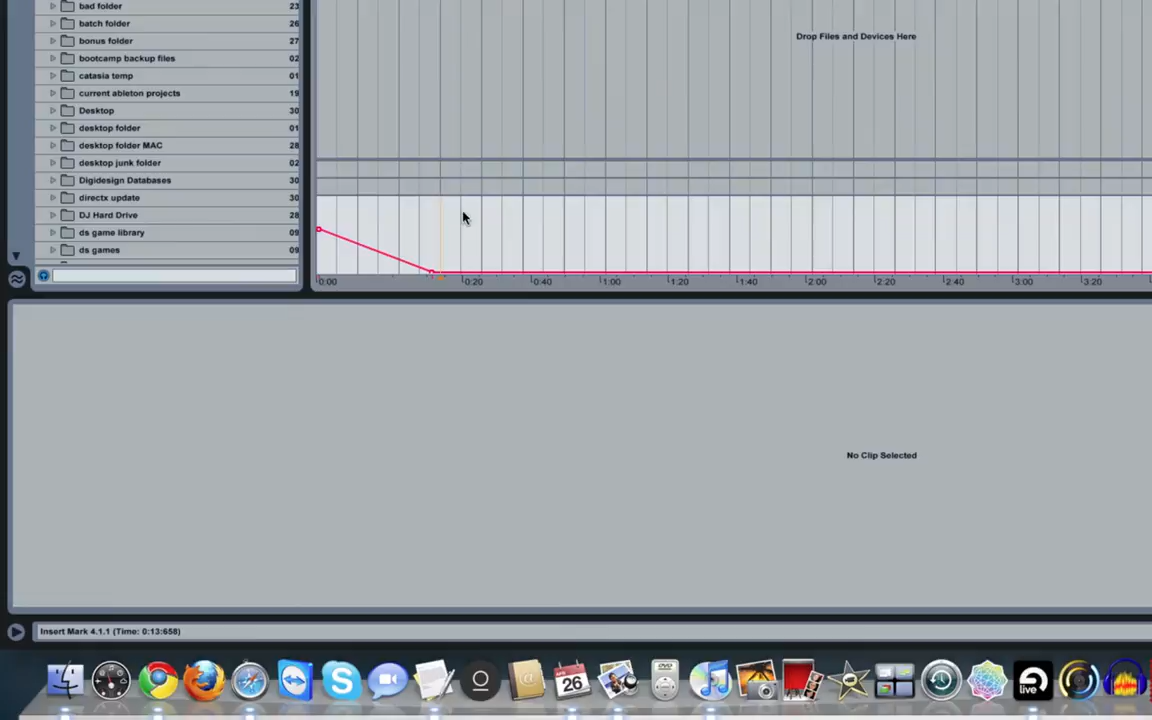 bad folder 23
batch folder 26
bonus folder 27
bootcamp backup files 02
catasia temp 01
current ableton projects 19
Desktop 30
desktop folder 01
desktop folder MAC 28
desktop junk folder 02
Digidesign Databases 30
directx update 30
DJ Hard Drive 28
ds game library 09
ds games 09
Drop Files and Devices Here
0:00 0:20 0:40 1:00 1:20 1:40 2:00 2:20 2:40 3:00 3:20
No Clip Selected
Insert Mark 4.1.1 (Time: 0:13:658)
26
live